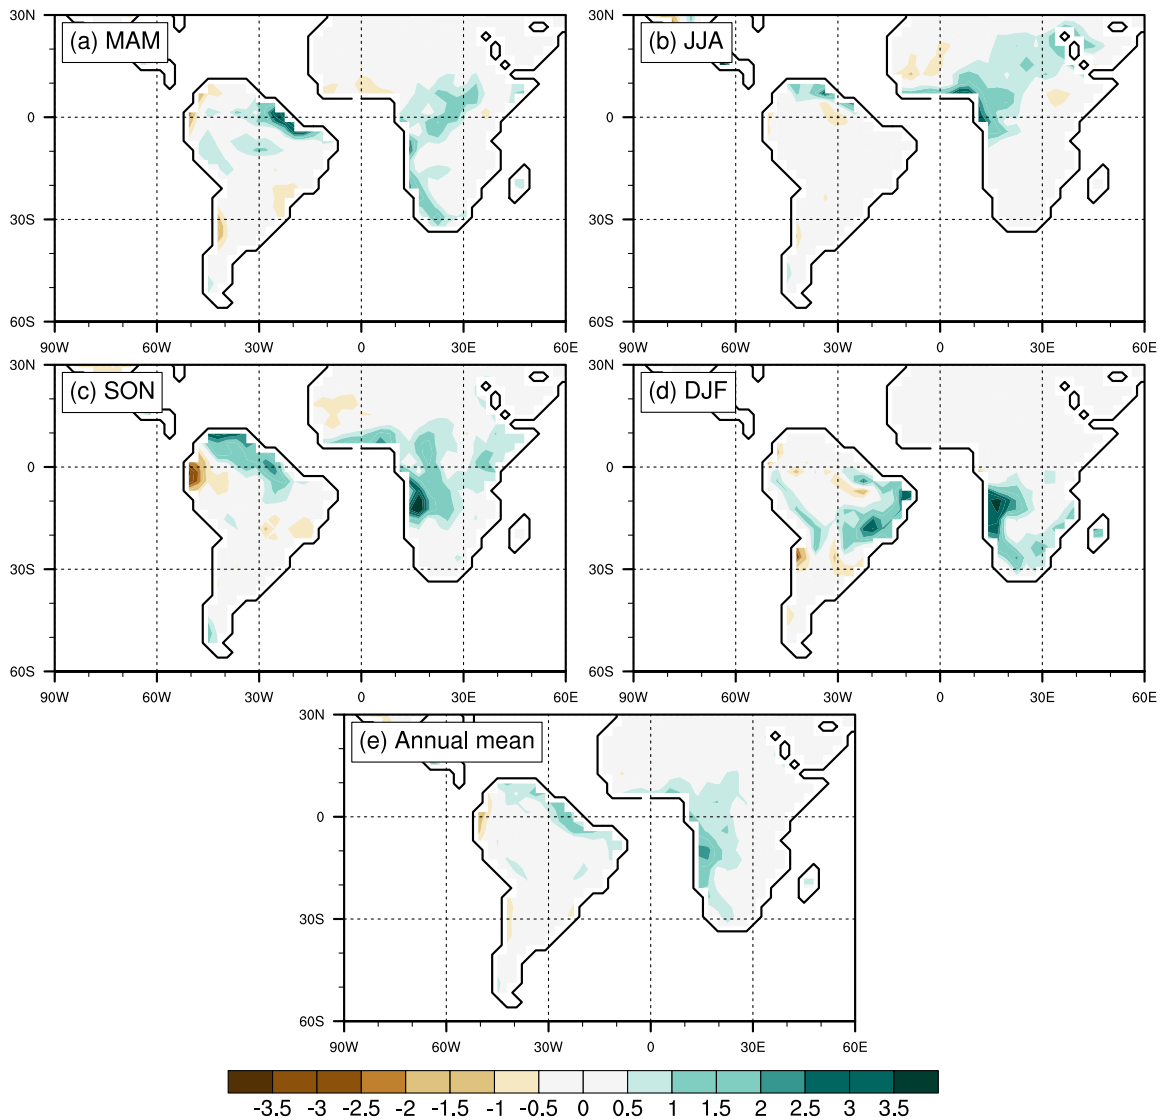 30N 30N
(a) MAM (b) JJA
0 0
30S 30S
60S 60S
90W 60W 30W 0 30E 60E 90W 60W 30W 0 30E 60E
30N 30N
(c) SON (d) DJF
0 0
30S 30S
60S 60S
90W 60W 30W 0 30E 60E 90W 60W 30W 0 30E 60E
30N
(e) Annual mean
0
30S
60S
90W 60W 30W 0 30E 60E
-3.5 -3 -2.5 -2 -1.5 -1 -0.5 0 0.5 1 1.5 2 2.5 3 3.5